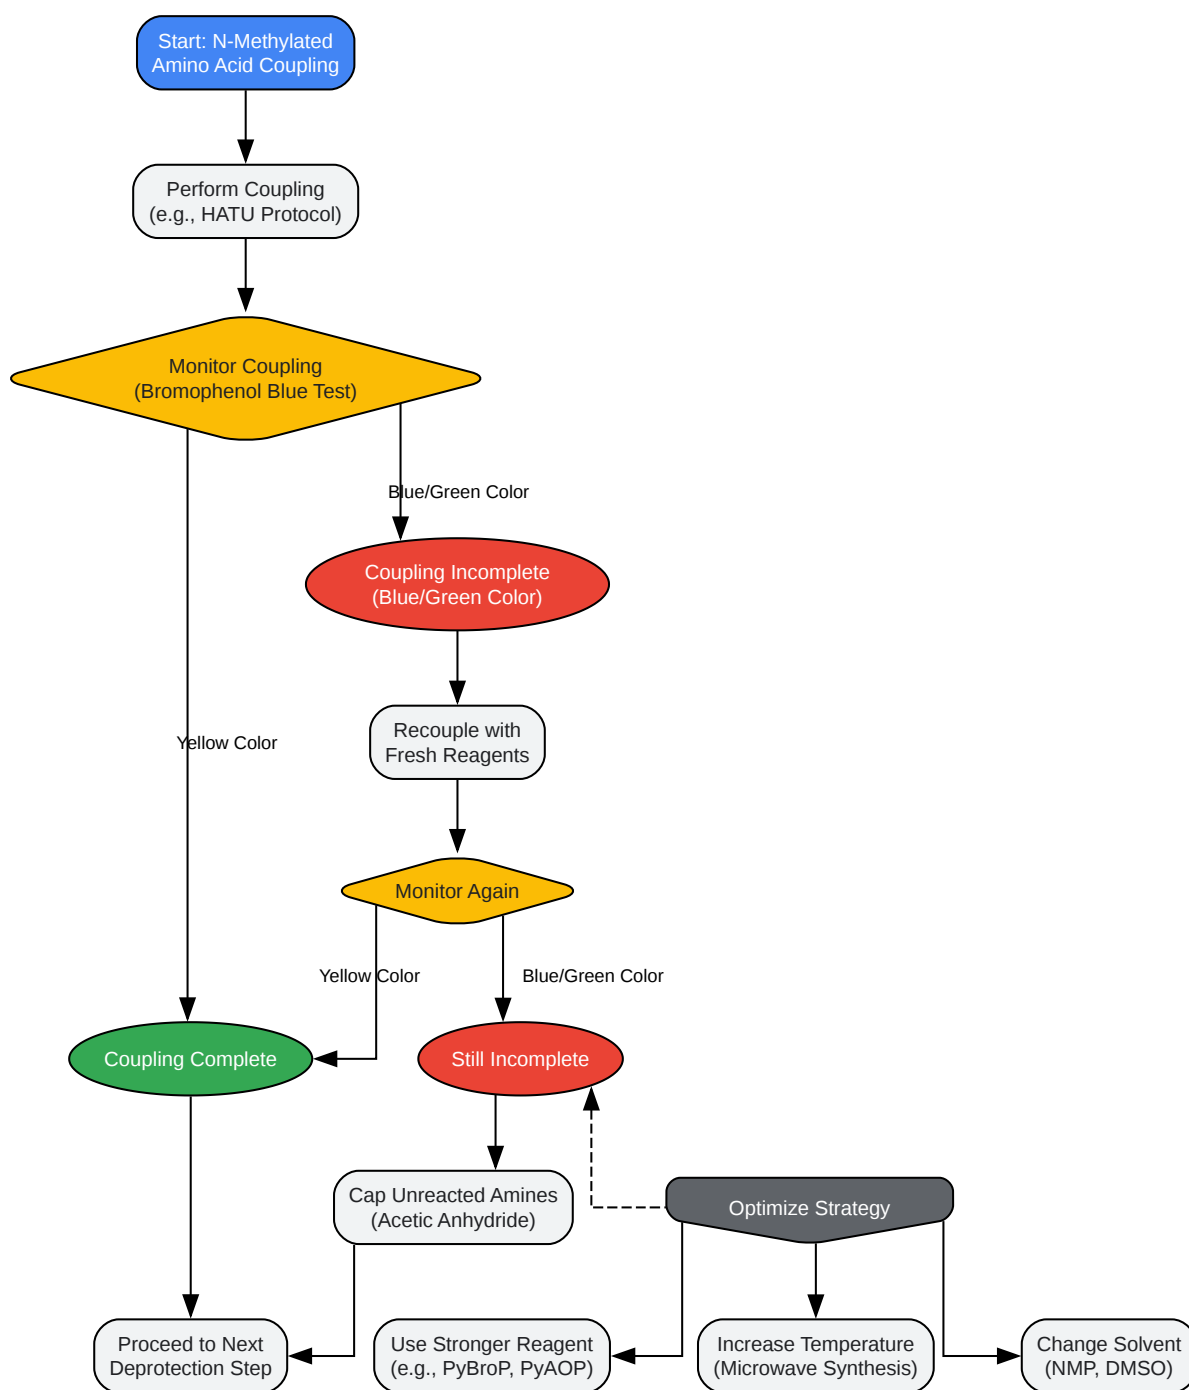 Start: N-Methylated
Amino Acid Coupling
Perform Coupling
(e.g., HATU Protocol)
Monitor Coupling
(Bromophenol Blue Test)
Blue/Green Color
Coupling Incomplete
(Blue/Green Color)
Recouple with
Fresh Reagents
Yellow Color
Monitor Again
Yellow Color
Blue/Green Color
Coupling Complete
Still Incomplete
Cap Unreacted Amines
(Acetic Anhydride)
Optimize Strategy
Proceed to Next
Deprotection Step
Use Stronger Reagent
(e.g., PyBroP, PyAOP)
Increase Temperature
(Microwave Synthesis)
Change Solvent
(NMP, DMSO)